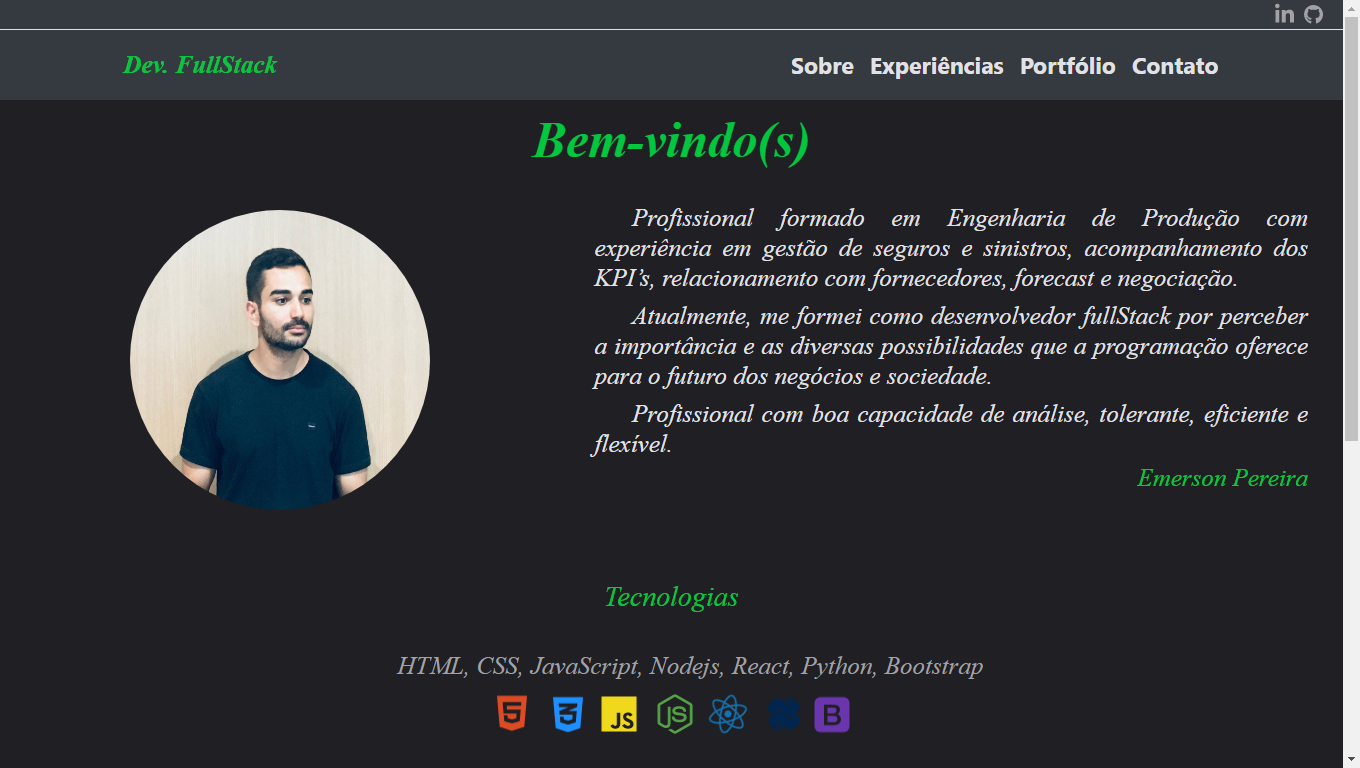 in
Dev. FullStack
Sobre Experiências Portfólio Contato
Bem-vindo(s)
Profissional formado em Engenharia de Produção com
experiência em gestão de seguros e sinistros, acompanhamento dos
KPI’s, relacionamento com fornecedores, forecast e negociação.
Atualmente, me formei como desenvolvedor fullStack por perceber
a importância e as diversas possibilidades que a programação oferece
para o futuro dos negócios e sociedade.
Profissional com boa capacidade de análise, tolerante, eficiente e
flexível.
Emerson Pereira
Tecnologias
HTML, CSS, JavaScript, Nodejs, React, Python, Bootstrap
5 3 JS JS B